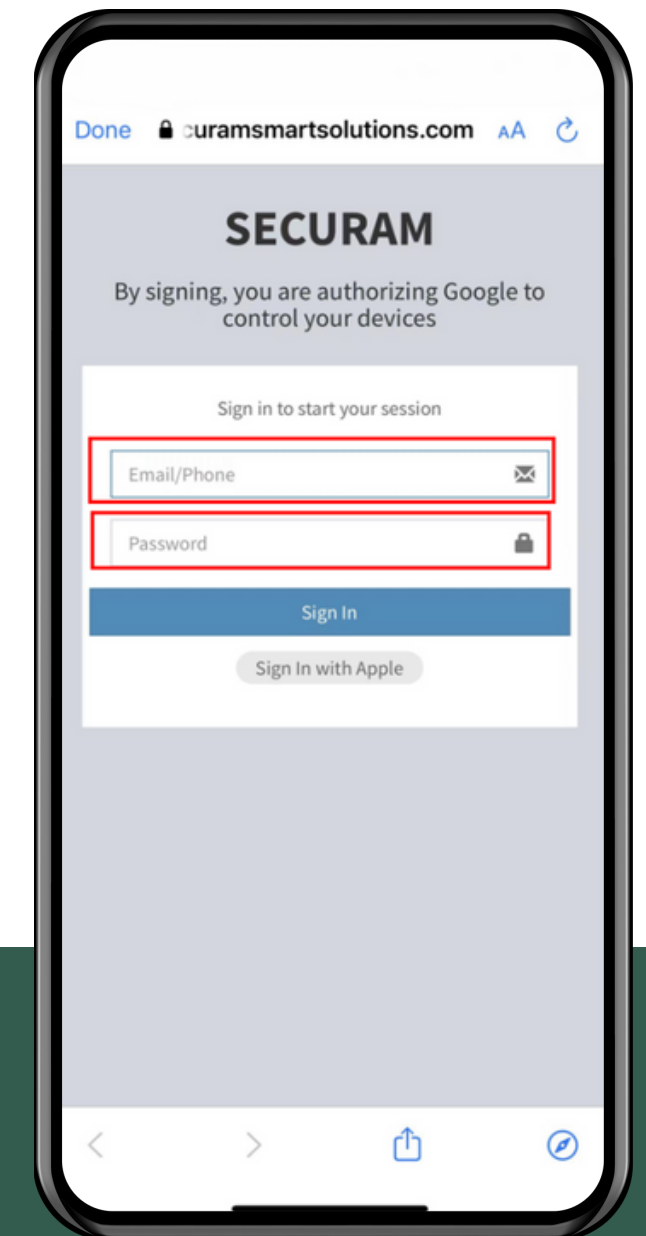 Done curamsmartsolutions.com AA
SECURAM
By signing, you are authorizing Google to
control your devices
Sign in to start your session
Email/Phone
Password
Sign In
Sign In with Apple